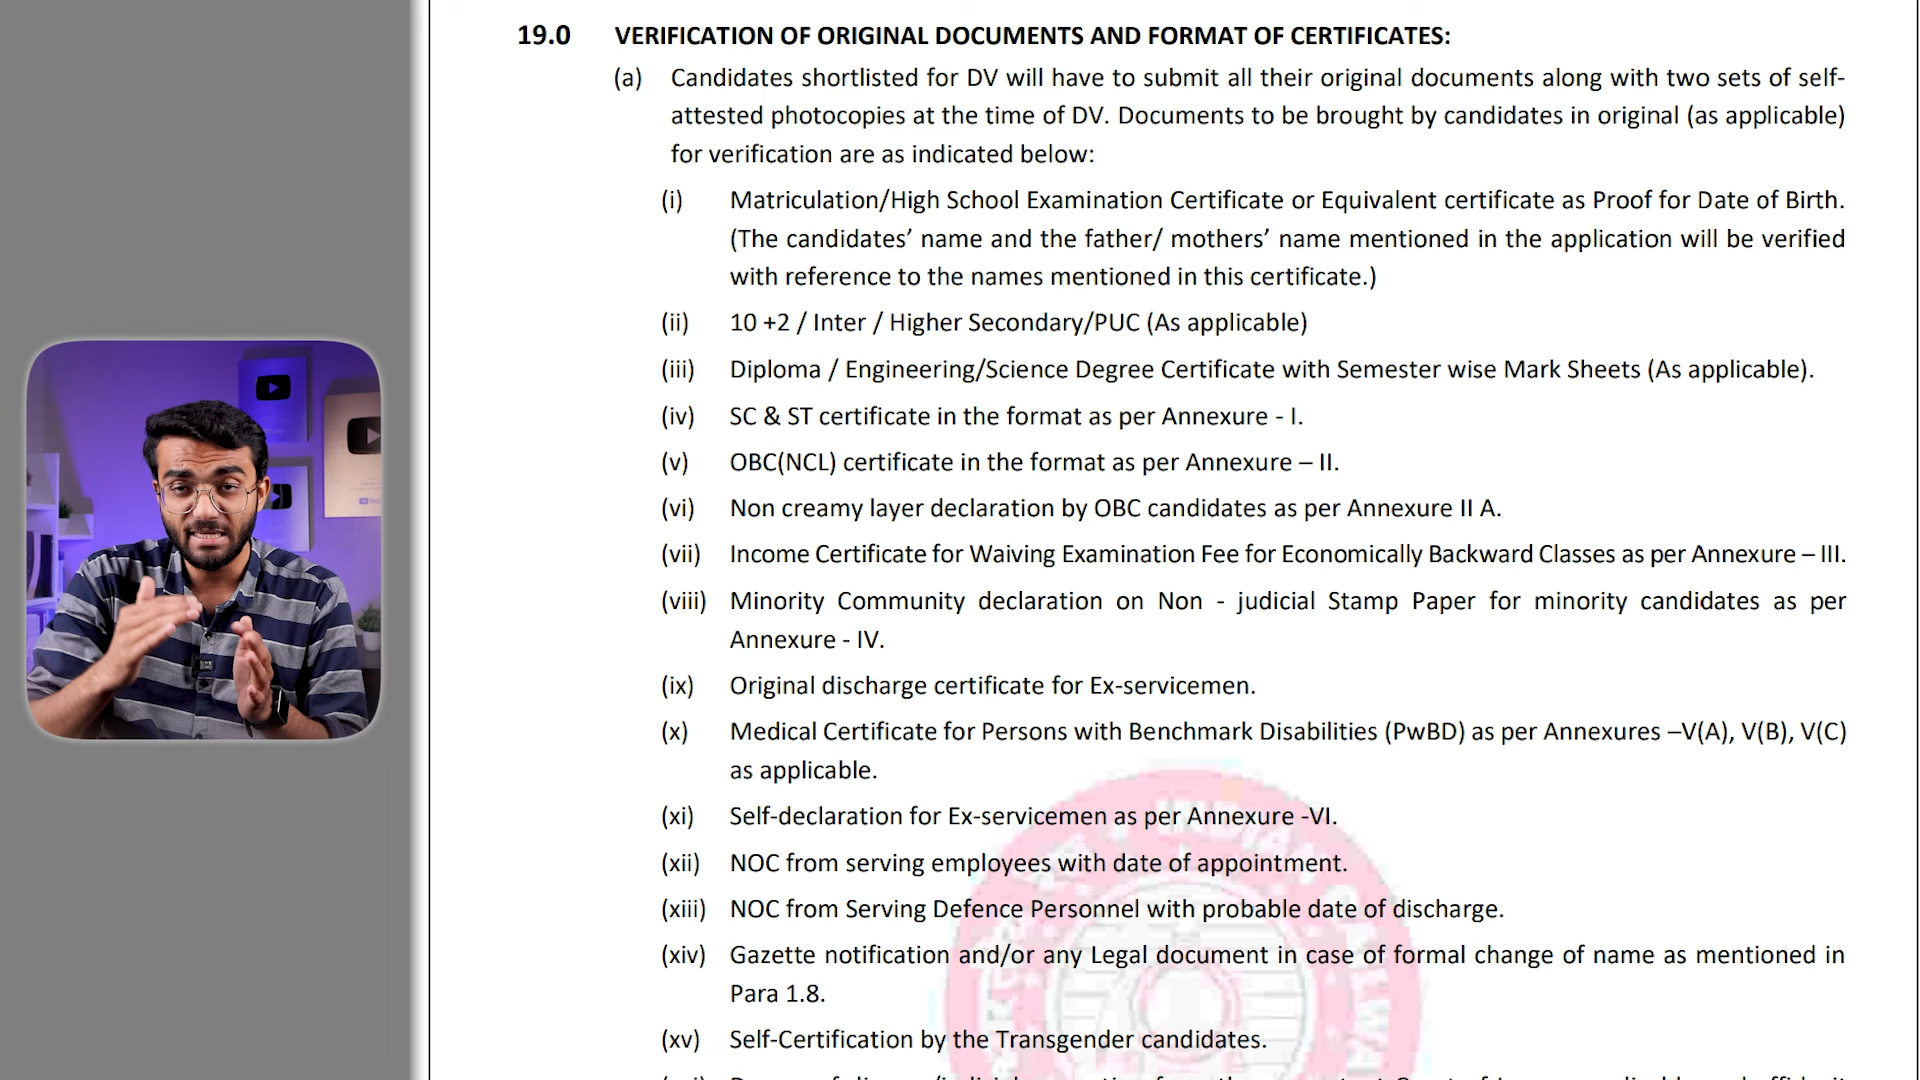 19.0 VERIFICATION OF ORIGINAL DOCUMENTS AND FORMAT OF CERTIFICATES:
(a) Candidates shortlisted for DV will have to submit all their original documents along with two sets of self-
attested photocopies at the time of DV. Documents to be brought by candidates in original (as applicable)
for verification are as indicated below:
(i) Matriculation/High School Examination Certificate or Equivalent certificate as Proof for Date of Birth.
(The candidates’ name and the father/ mothers’ name mentioned in the application will be verified
with reference to the names mentioned in this certificate.)
(ii) 10 +2 / Inter / Higher Secondary/PUC (As applicable)
(iii) Diploma / Engineering/Science Degree Certificate with Semester wise Mark Sheets (As applicable).
(iv) SC & ST certificate in the format as per Annexure - I.
(v) OBC(NCL) certificate in the format as per Annexure – II.
(vi) Non creamy layer declaration by OBC candidates as per Annexure II A.
(vii) Income Certificate for Waiving Examination Fee for Economically Backward Classes as per Annexure – III.
(viii) Minority Community declaration on Non - judicial Stamp Paper for minority candidates as per
Annexure - IV.
(ix) Original discharge certificate for Ex-servicemen.
(x) Medical Certificate for Persons with Benchmark Disabilities (PwBD) as per Annexures –V(A), V(B), V(C)
as applicable.
(xi) Self-declaration for Ex-servicemen as per Annexure -VI.
(xii) NOC from serving employees with date of appointment.
(xiii) NOC from Serving Defence Personnel with probable date of discharge.
(xiv) Gazette notification and/or any Legal document in case of formal change of name as mentioned in
Para 1.8.
(xv) Self-Certification by the Transgender candidates.